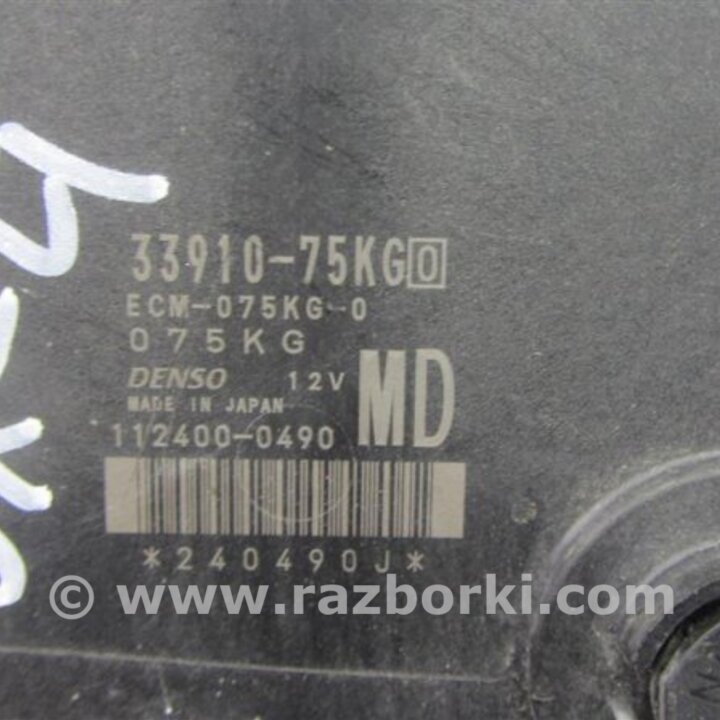 33910-75KG0
ECM-075KG-0
075KG
DENSO 12V MD
MADE IN JAPAN
112400-0490
*240490J*
© www.razborki.com